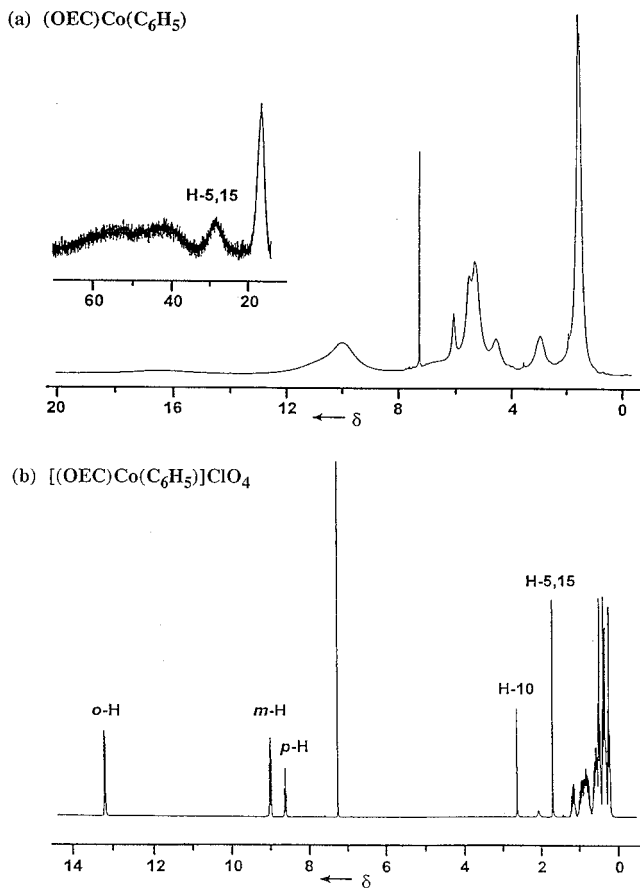 (a) (OEC)Co(C6H5)
H-5,15
60 40 20
20 16 12 8 4 0
← δ
(b) [(OEC)Co(C6H5)]ClO4
H-5,15
H-10
o-H
m-H
p-H
14 12 10 8 6 4 2 0
← δ